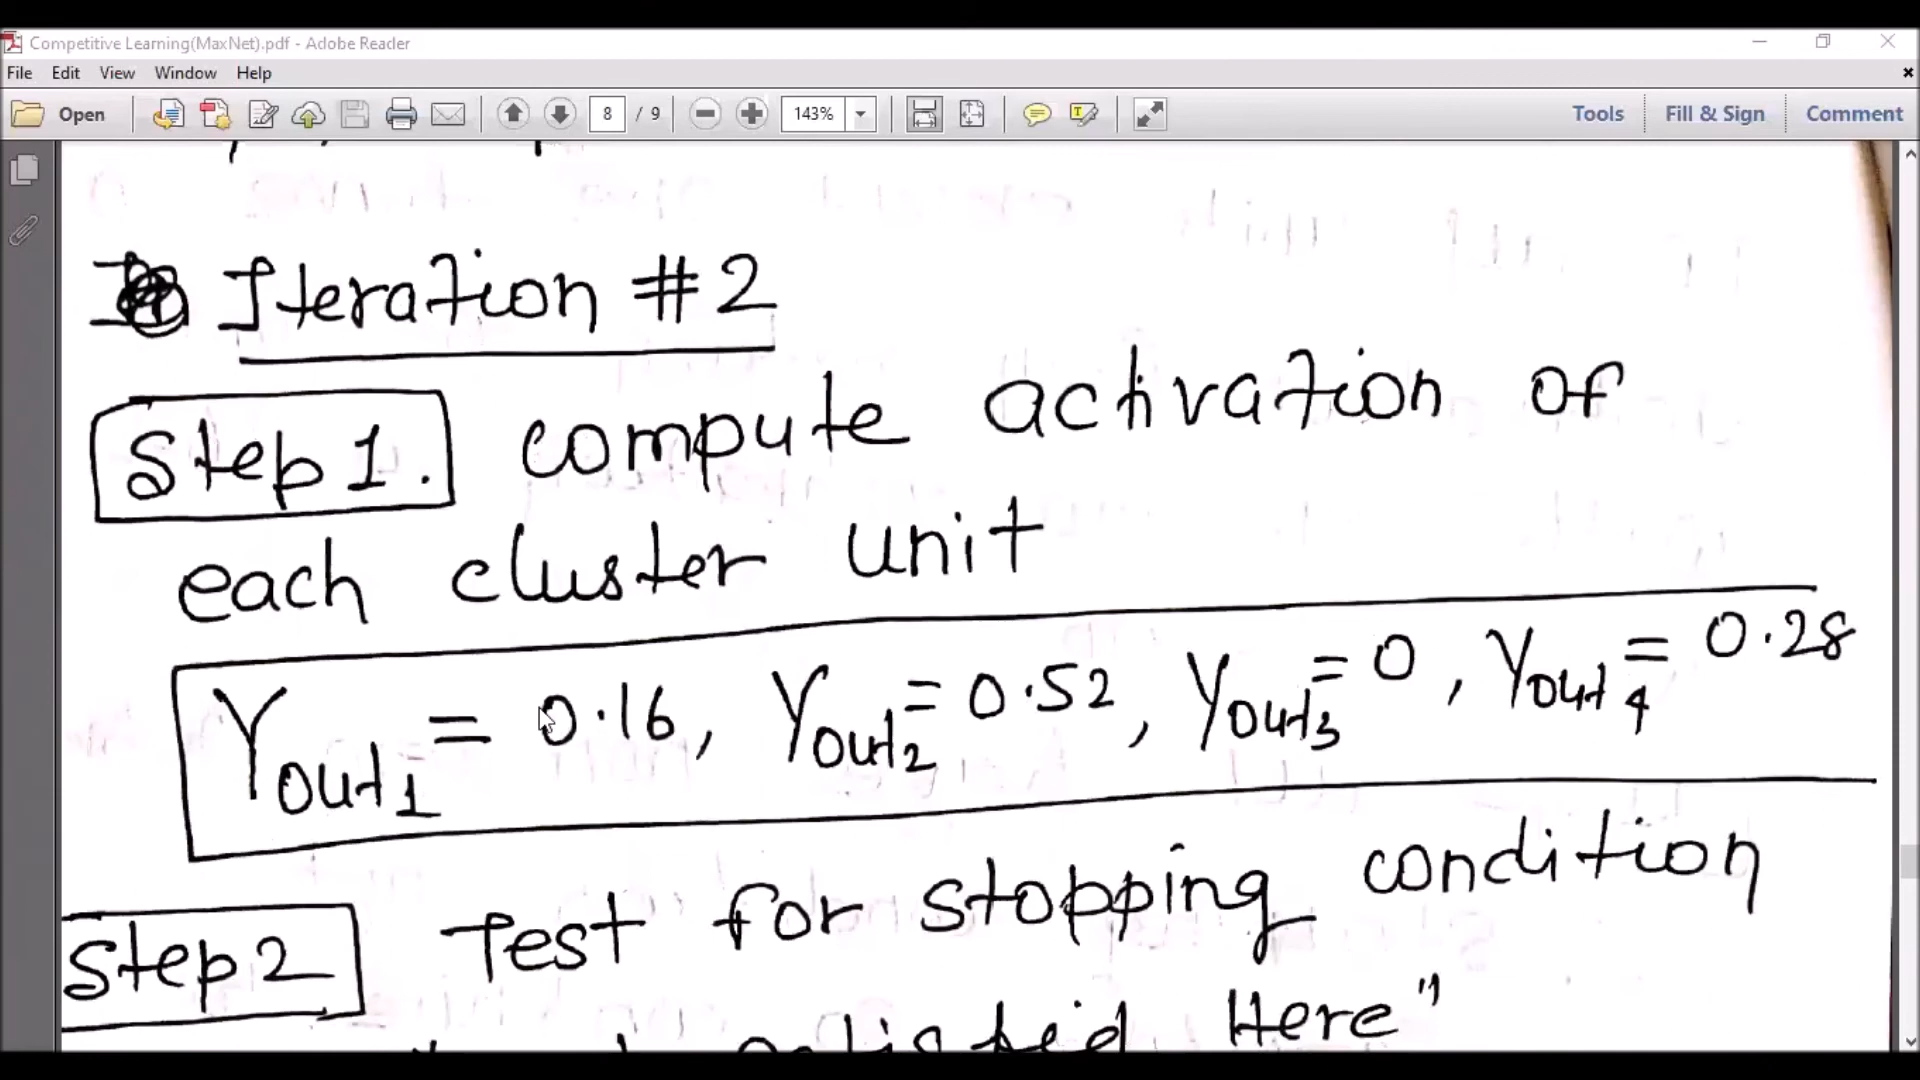 Competitive Learning(MaxNet).pdf - Adobe Reader
File Edit View Window Help
Open 8 / 9 143% Tools Fill & Sign Comment
Iteration #2
Step 1. compute activation of
each cluster unit
Yout1 = 0.16, Yout2 = 0.52, Yout3 = 0, Yout4 = 0.28
Step 2 Test for stopping condition
Here"